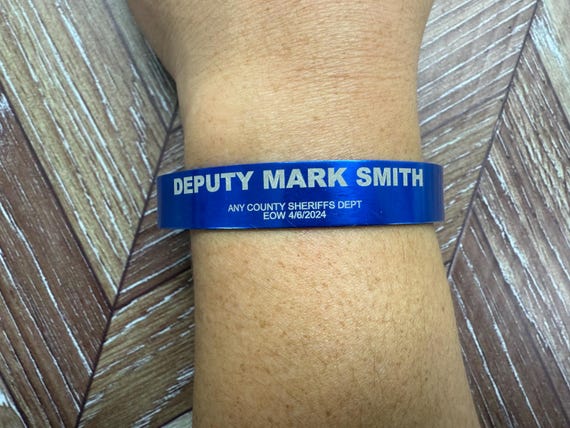 DEPUTY MARK SMITH
ANY COUNTY SHERIFFS DEPT
EOW 4/6/2024